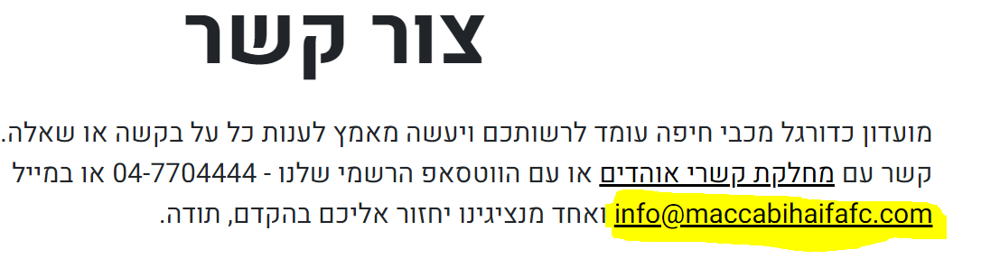 צור קשר
מועדון כדורגל מכבי חיפה עומד לרשותכם ויעשה מאמץ לענות כל על בקשה או שאלה.
קשר עם מחלקת קשרי אוהדים או עם הווטסאפ הרשמי שלנו - 04-7704444 או במייל
info@maccabihaifafc.com ואחד מנציגינו יחזור אליכם בהקדם, תודה.